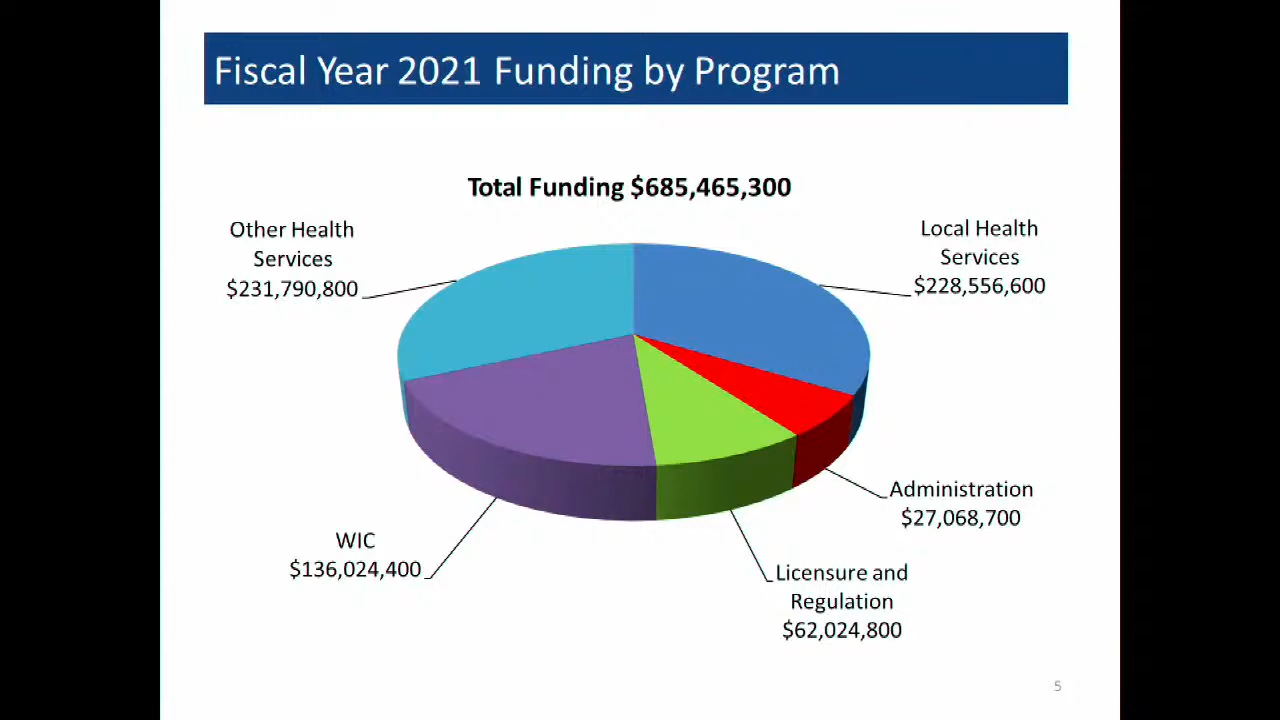 Fiscal Year 2021 Funding by Program
Total Funding $685,465,300
Other Health
Services
$231,790,800
Local Health
Services
$228,556,600
Administration
$27,068,700
WIC
$136,024,400
Licensure and
Regulation
$62,024,800
5